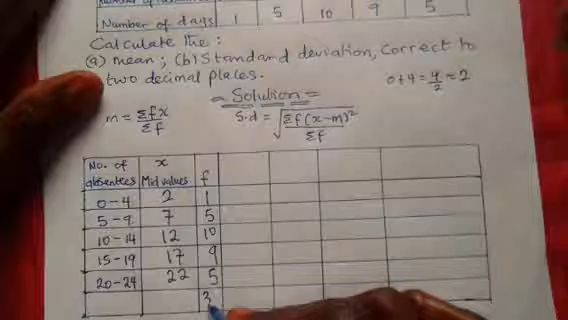 Number of days 1 5 10 9 5
Calculate the:
(a) mean; (b) Standard deviation, correct to
two decimal places.
0+4=4/2=2
=Solution=
m = Σfx/Σf
S.d = √Σf(x-m)²/Σf
No. of absentees x Mid values f
0-4 2 1
5-9 7 5
10-14 12 10
15-19 17 9
20-24 22 5
3